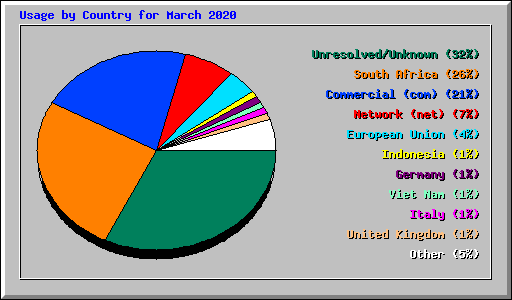 Usage by Country for March 2020
Unresolved/Unknown (32%)
South Africa (26%)
Commercial (com) (21%)
Network (net) (7%)
European Union (4%)
Indonesia (1%)
Germany (1%)
Viet Nam (1%)
Italy (1%)
United Kingdom (1%)
Other (5%)